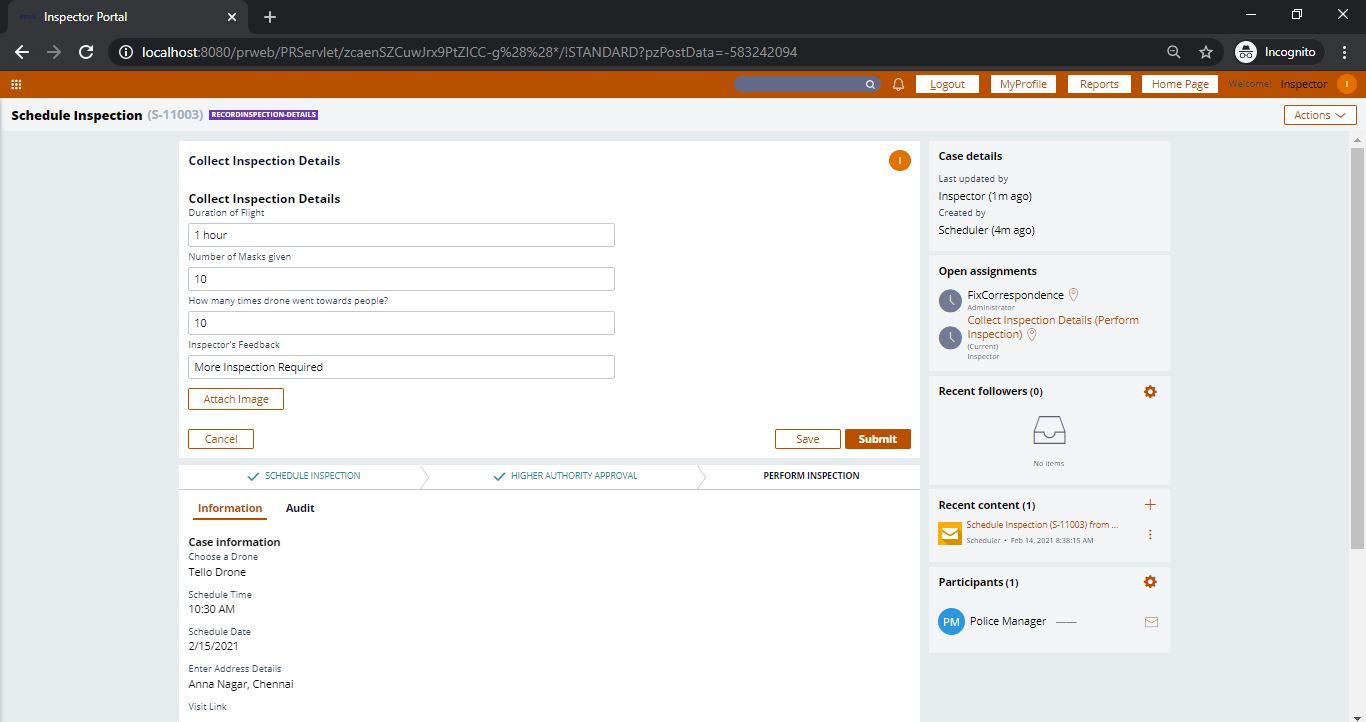 Inspector Portal
localhost:8080/prweb/PRServlet/zcaenSZCuwJrx9PtZICC-g%28%28*/!STANDARD?pzPostData=-583242094
Incognito
Logout
MyProfile
Reports
Home Page
Welcome!
Inspector
I
Schedule Inspection (S-11003) RECORDINSPECTION-DETAILS
Actions
Collect Inspection Details
I
Collect Inspection Details
Duration of Flight
1 hour
Number of Masks given
10
How many times drone went towards people?
10
Inspector's Feedback
More Inspection Required
Attach Image
Cancel
Save
Submit
SCHEDULE INSPECTION
HIGHER AUTHORITY APPROVAL
PERFORM INSPECTION
Information
Audit
Case information
Choose a Drone
Tello Drone
Schedule Time
10:30 AM
Schedule Date
2/15/2021
Enter Address Details
Anna Nagar, Chennai
Visit Link
Case details
Last updated by
Inspector (1m ago)
Created by
Scheduler (4m ago)
Open assignments
FixCorrespondence
Administrator
Collect Inspection Details (Perform
Inspection)
(Current)
Inspector
Recent followers (0)
No items
Recent content (1)
Schedule Inspection (S-11003) from ...
Scheduler • Feb 14, 2021 8:38:15 AM
Participants (1)
PM
Police Manager ——